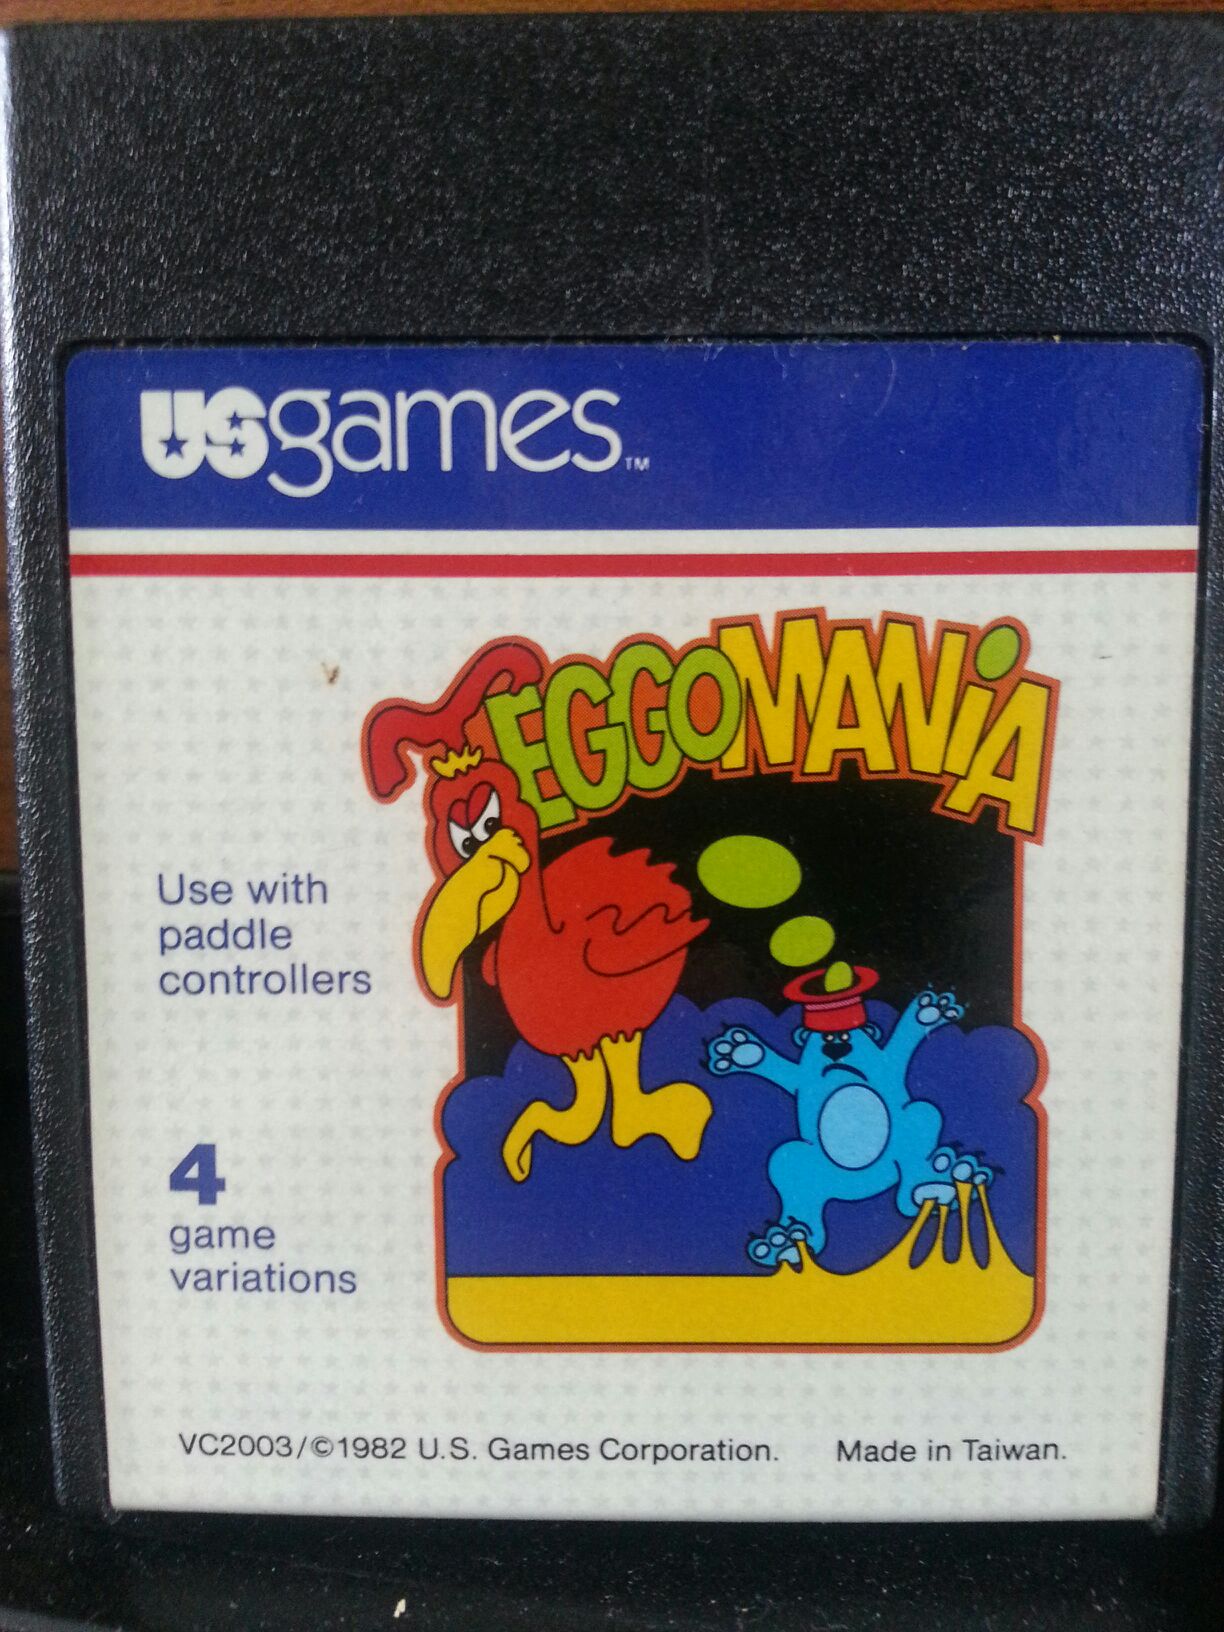 usgames™
EGGOMANiA
Use with
paddle
controllers
4
game
variations
VC2003/©1982 U.S. Games Corporation. Made in Taiwan.